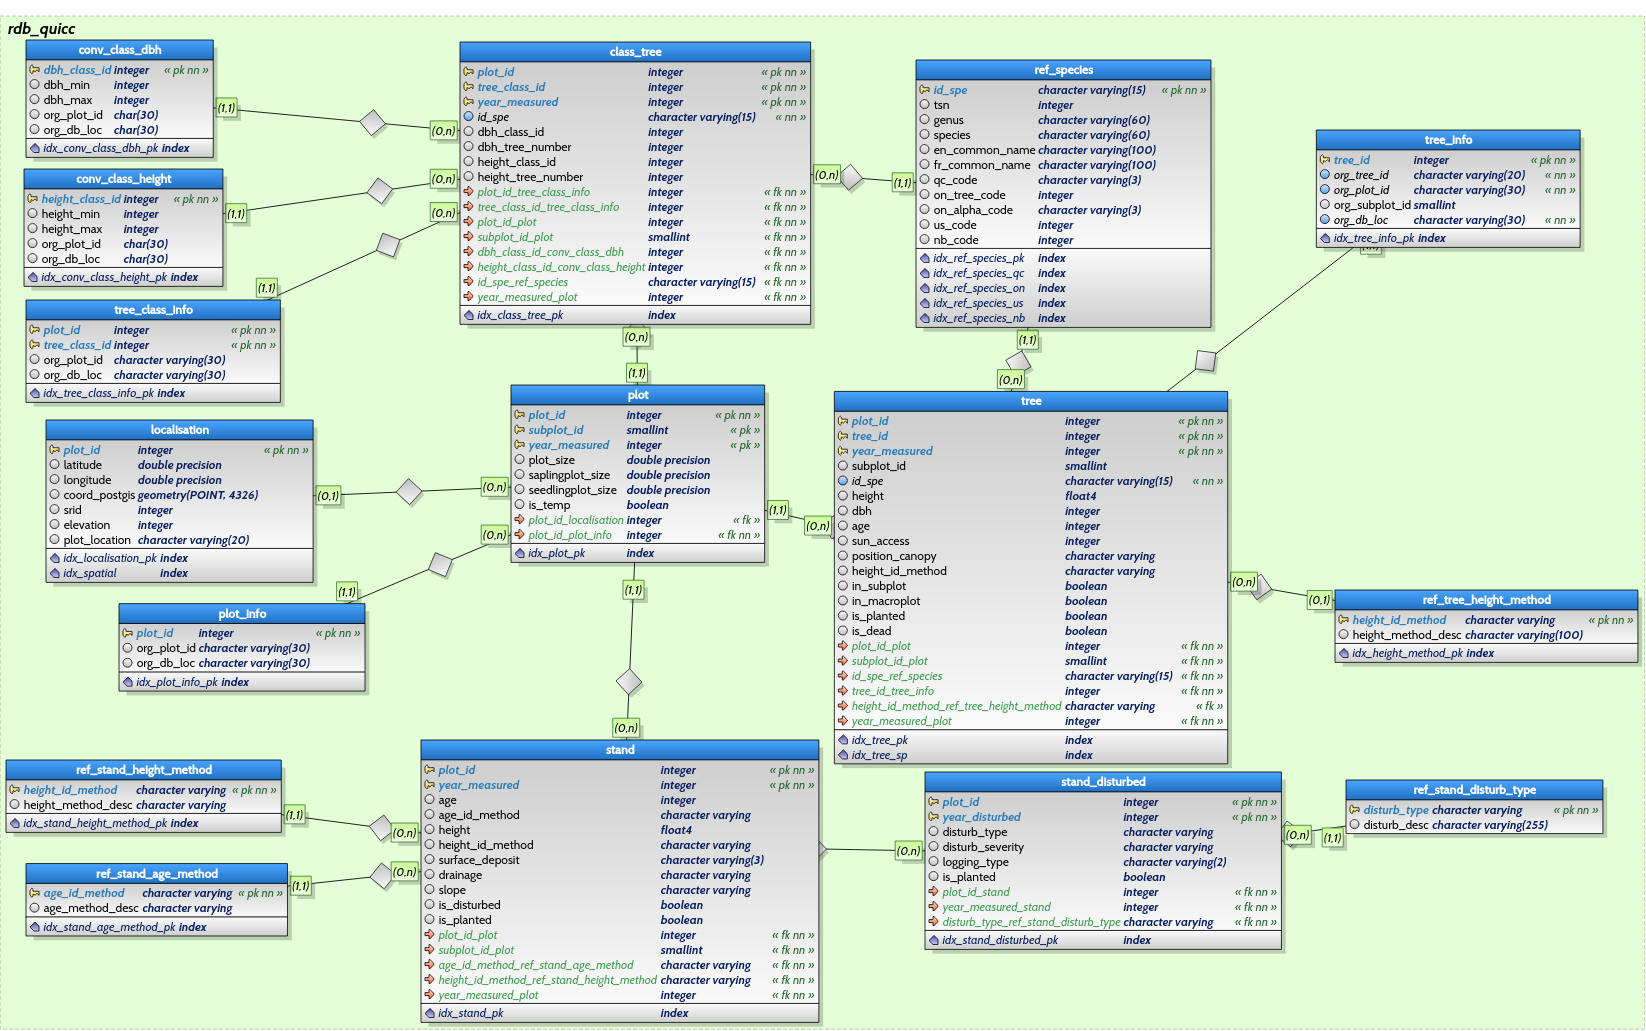 rdb_quicc
conv_class_dbh
dbh_class_id integer « pk nn »
dbh_min integer
dbh_max integer
org_plot_id char(30)
org_db_loc char(30)
idx_conv_class_dbh_pk index
(1,1)
(0,n)
conv_class_height
height_class_id integer « pk nn »
height_min integer
height_max integer
org_plot_id char(30)
org_db_loc char(30)
idx_conv_class_height_pk index
(1,1)
(0,n)
(0,n)
(1,1)
tree_class_info
plot_id integer « pk nn »
tree_class_id integer « pk nn »
org_plot_id character varying(30)
org_db_loc character varying(30)
idx_tree_class_info_pk index
class_tree
plot_id integer « pk nn »
tree_class_id integer « pk nn »
year_measured integer « pk nn »
id_spe character varying(15) « nn »
dbh_class_id integer
dbh_tree_number integer
height_class_id integer
height_tree_number integer
plot_id_tree_class_info integer « fk nn »
tree_class_id_tree_class_info integer « fk nn »
plot_id_plot integer « fk nn »
subplot_id_plot smallint « fk nn »
dbh_class_id_conv_class_dbh integer « fk nn »
height_class_id_conv_class_height integer « fk nn »
id_spe_ref_species character varying(15) « fk nn »
year_measured_plot integer « fk nn »
idx_class_tree_pk index
(0,n)
(1,1)
(0,n)
(1,1)
ref_species
id_spe character varying(15) « pk nn »
tsn integer
genus character varying(60)
species character varying(60)
en_common_name character varying(100)
fr_common_name character varying(100)
qc_code character varying(3)
on_tree_code integer
on_alpha_code character varying(3)
us_code integer
nb_code integer
idx_ref_species_pk index
idx_ref_species_qc index
idx_ref_species_on index
idx_ref_species_us index
idx_ref_species_nb index
(1,1)
(0,n)
tree_info
tree_id integer « pk nn »
org_tree_id character varying(20) « nn »
org_plot_id character varying(30) « nn »
org_subplot_id smallint
org_db_loc character varying(30) « nn »
idx_tree_info_pk index
localisation
plot_id integer « pk nn »
latitude double precision
longitude double precision
coord_postgis geometry(POINT, 4326)
srid integer
elevation integer
plot_location character varying(20)
idx_localisation_pk index
idx_spatial index
(0,1)
(0,n)
(0,n)
(1,1)
plot_info
plot_id integer « pk nn »
org_plot_id character varying(30)
org_db_loc character varying(30)
idx_plot_info_pk index
plot
plot_id integer « pk nn »
subplot_id smallint « pk »
year_measured integer « pk »
plot_size double precision
saplingplot_size double precision
seedlingplot_size double precision
is_temp boolean
plot_id_localisation integer « fk »
plot_id_plot_info integer « fk nn »
idx_plot_pk index
(1,1)
(0,n)
(1,1)
(0,n)
tree
plot_id integer « pk nn »
tree_id integer « pk nn »
year_measured integer « pk nn »
subplot_id smallint
id_spe character varying(15) « nn »
height float4
dbh integer
age integer
sun_access integer
position_canopy character varying
height_id_method character varying
in_subplot boolean
in_macroplot boolean
is_planted boolean
is_dead boolean
plot_id_plot integer « fk nn »
subplot_id_plot smallint « fk nn »
id_spe_ref_species character varying(15) « fk nn »
tree_id_tree_info integer « fk nn »
height_id_method_ref_tree_height_method character varying « fk »
year_measured_plot integer « fk nn »
idx_tree_pk index
idx_tree_sp index
(0,n)
(0,1)
ref_tree_height_method
height_id_method character varying « pk nn »
height_method_desc character varying(100)
idx_height_method_pk index
ref_stand_height_method
height_id_method character varying « pk nn »
height_method_desc character varying
idx_stand_height_method_pk index
(1,1)
(0,n)
ref_stand_age_method
age_id_method character varying « pk nn »
age_method_desc character varying
idx_stand_age_method_pk index
(1,1)
(0,n)
stand
plot_id integer « pk nn »
year_measured integer « pk nn »
age integer
age_id_method character varying
height float4
height_id_method character varying
surface_deposit character varying(3)
drainage character varying
slope character varying
is_disturbed boolean
is_planted boolean
plot_id_plot integer « fk nn »
subplot_id_plot smallint « fk nn »
age_id_method_ref_stand_age_method character varying « fk nn »
height_id_method_ref_stand_height_method character varying « fk nn »
year_measured_plot integer « fk nn »
idx_stand_pk index
(0,n)
stand_disturbed
plot_id integer « pk nn »
year_disturbed integer « pk nn »
disturb_type character varying
disturb_severity character varying
logging_type character varying(2)
is_planted boolean
plot_id_stand integer « fk nn »
year_measured_stand integer « fk nn »
disturb_type_ref_stand_disturb_type character varying « fk nn »
idx_stand_disturbed_pk index
(0,n)
(1,1)
ref_stand_disturb_type
disturb_type character varying « pk nn »
disturb_desc character varying(255)